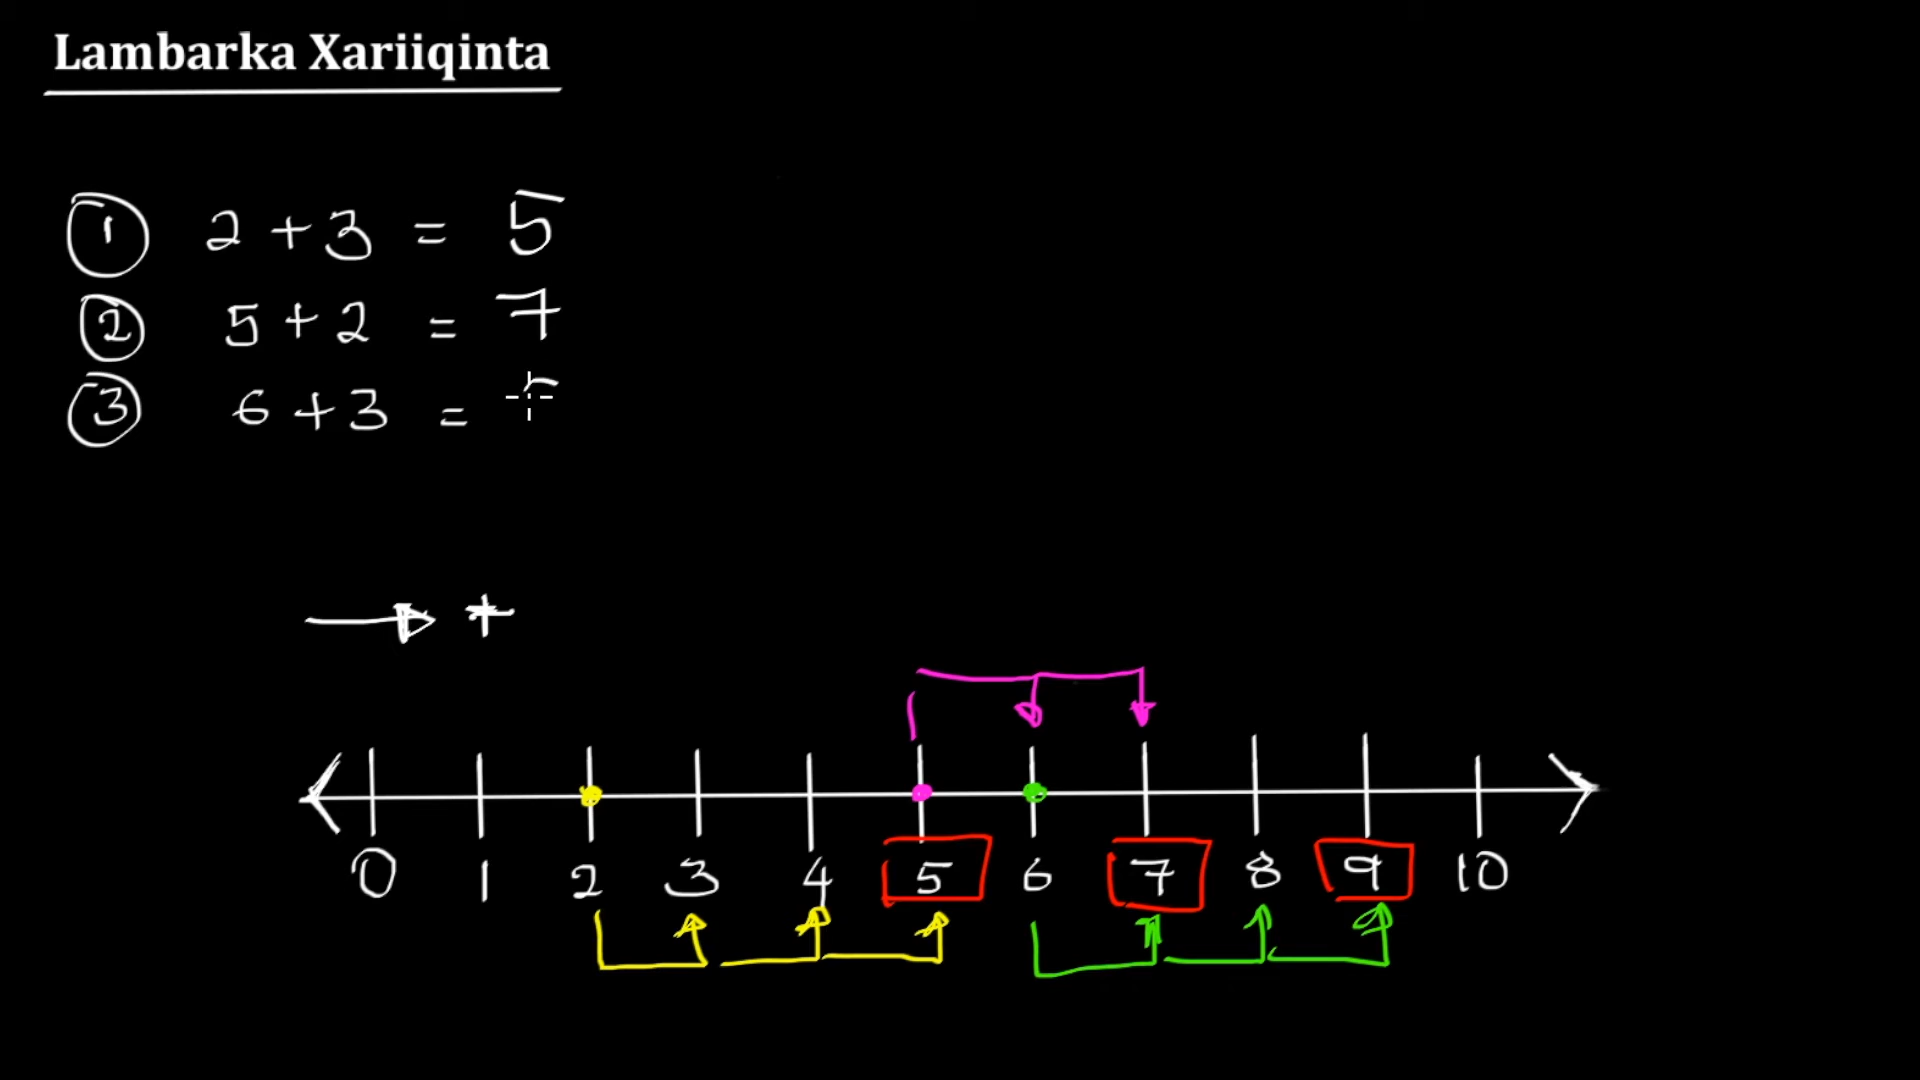 Lambarka Xariiqinta
① 2 + 3 = 5
② 5 + 2 = 7
③ 6 + 3 =
+
0 1 2 3 4 5 6 7 8 9 10